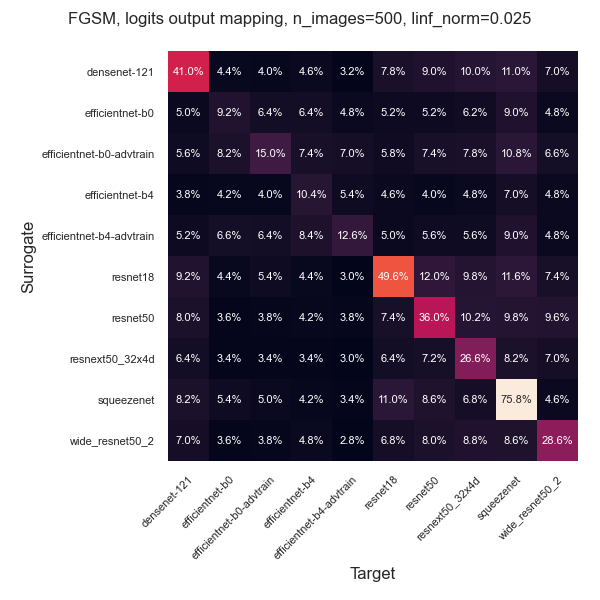 FGSM, logits output mapping, n_images=500, linf_norm=0.025
Surrogate
densenet-121 41.0% 4.4% 4.0% 4.6% 3.2% 7.8% 9.0% 10.0% 11.0% 7.0%
efficientnet-b0 5.0% 9.2% 6.4% 6.4% 4.8% 5.2% 5.2% 6.2% 9.0% 4.8%
efficientnet-b0-advtrain 5.6% 8.2% 15.0% 7.4% 7.0% 5.8% 7.4% 7.8% 10.8% 6.6%
efficientnet-b4 3.8% 4.2% 4.0% 10.4% 5.4% 4.6% 4.0% 4.8% 7.0% 4.8%
efficientnet-b4-advtrain 5.2% 6.6% 6.4% 8.4% 12.6% 5.0% 5.6% 5.6% 9.0% 4.8%
resnet18 9.2% 4.4% 5.4% 4.4% 3.0% 49.6% 12.0% 9.8% 11.6% 7.4%
resnet50 8.0% 3.6% 3.8% 4.2% 3.8% 7.4% 36.0% 10.2% 9.8% 9.6%
resnext50_32x4d 6.4% 3.4% 3.4% 3.4% 3.0% 6.4% 7.2% 26.6% 8.2% 7.0%
squeezenet 8.2% 5.4% 5.0% 4.2% 3.4% 11.0% 8.6% 6.8% 75.8% 4.6%
wide_resnet50_2 7.0% 3.6% 3.8% 4.8% 2.8% 6.8% 8.0% 8.8% 8.6% 28.6%
densenet-121
efficientnet-b0
efficientnet-b0-advtrain
efficientnet-b4
efficientnet-b4-advtrain
resnet18
resnet50
resnext50_32x4d
squeezenet
wide_resnet50_2
Target